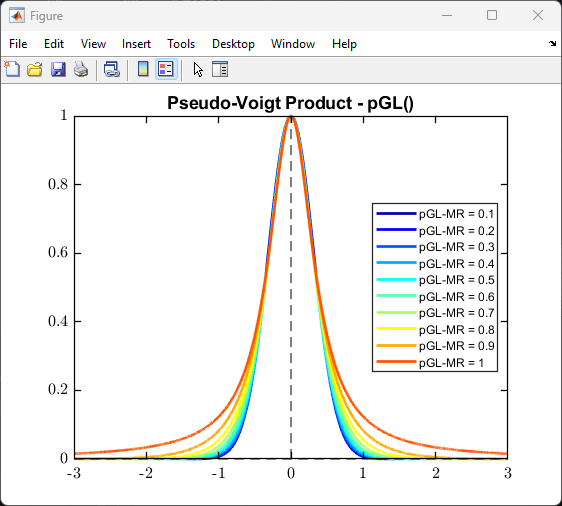 Figure
File Edit View Insert Tools Desktop Window Help
Pseudo-Voigt Product - pGL()
1
0.8
0.6
0.4
0.2
0
-3 -2 -1 0 1 2 3
pGL-MR = 0.1
pGL-MR = 0.2
pGL-MR = 0.3
pGL-MR = 0.4
pGL-MR = 0.5
pGL-MR = 0.6
pGL-MR = 0.7
pGL-MR = 0.8
pGL-MR = 0.9
pGL-MR = 1